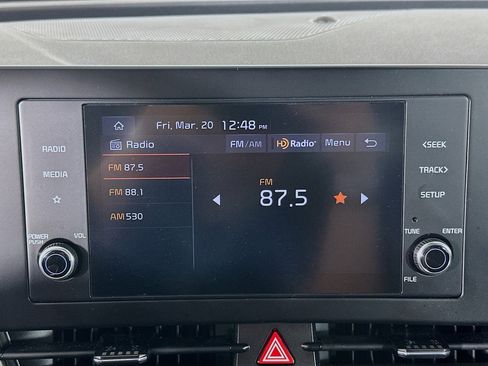 Fri, Mar. 20 12:48 PM
Radio FM/AM HD Radio Menu
FM 87.5
FM 88.1
AM 530
FM
87.5
RADIO
MEDIA
POWER PUSH VOL
<SEEK
TRACK>
SETUP
TUNE ENTER
FILE